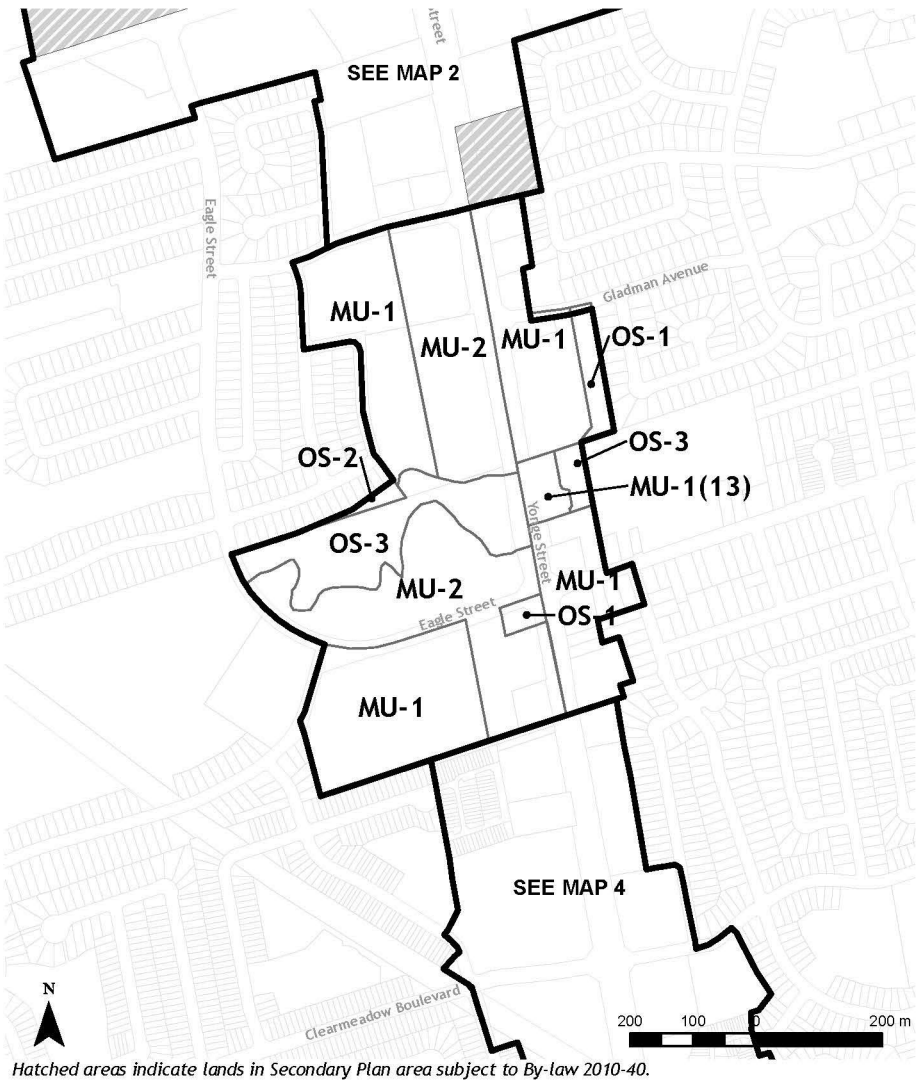 Street
SEE MAP 2
Eagle Street
Gladman Avenue
MU-1
MU-2
MU-1
OS-1
OS-3
OS-2
MU-1(13)
Yonge Street
OS-3
MU-2
MU-1
Eagle Street
OS-1
MU-1
SEE MAP 4
N
Clearmeadow Boulevard
200 100 0 200 m
Hatched areas indicate lands in Secondary Plan area subject to By-law 2010-40.